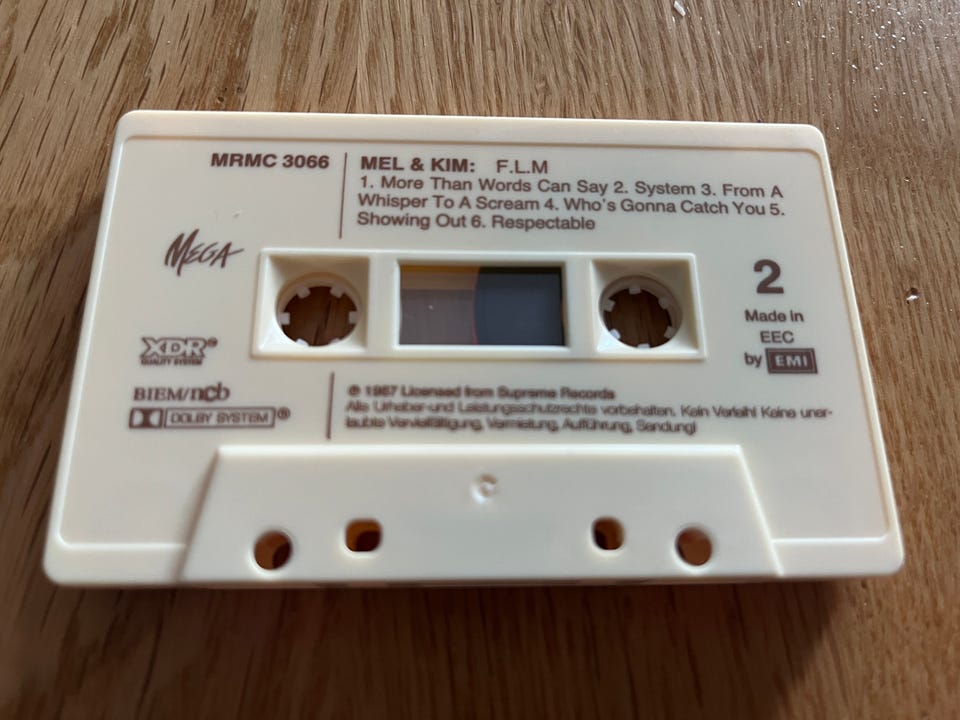 MRMC 3066
MEL & KIM: F.L.M
1. More Than Words Can Say 2. System 3. From A
Whisper To A Scream 4. Who's Gonna Catch You 5.
Showing Out 6. Respectable
MEGA
2
Made in
EEC
by EMI
XDR®
QUALITY SYSTEM
BIEM/ncb
DOLBY SYSTEM®
℗ 1987 Licensed from Supreme Records
Alle Urheber-und Leistungsschutzrechte vorbehalten. Kein Verleih! Keine uner-
laubte Vervielfältigung, Vermietung, Aufführung, Sendung!